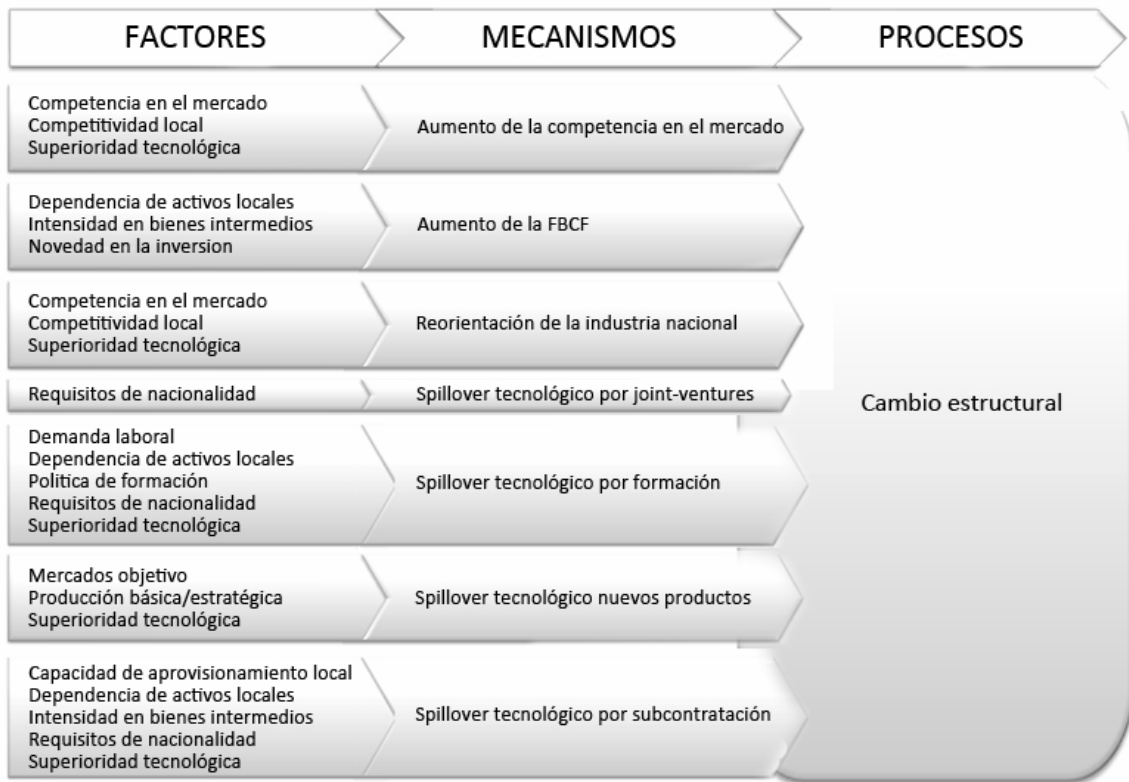 FACTORES
MECANISMOS
PROCESOS
Competencia en el mercado
Competitividad local
Superioridad tecnológica
Aumento de la competencia en el mercado
Dependencia de activos locales
Intensidad en bienes intermedios
Novedad en la inversion
Aumento de la FBCF
Competencia en el mercado
Competitividad local
Superioridad tecnológica
Reorientación de la industria nacional
Requisitos de nacionalidad
Spillover tecnológico por joint-ventures
Demanda laboral
Dependencia de activos locales
Politica de formación
Requisitos de nacionalidad
Superioridad tecnológica
Spillover tecnológico por formación
Mercados objetivo
Producción básica/estratégica
Superioridad tecnológica
Spillover tecnológico nuevos productos
Capacidad de aprovisionamiento local
Dependencia de activos locales
Intensidad en bienes intermedios
Requisitos de nacionalidad
Superioridad tecnológica
Spillover tecnológico por subcontratación
Cambio estructural